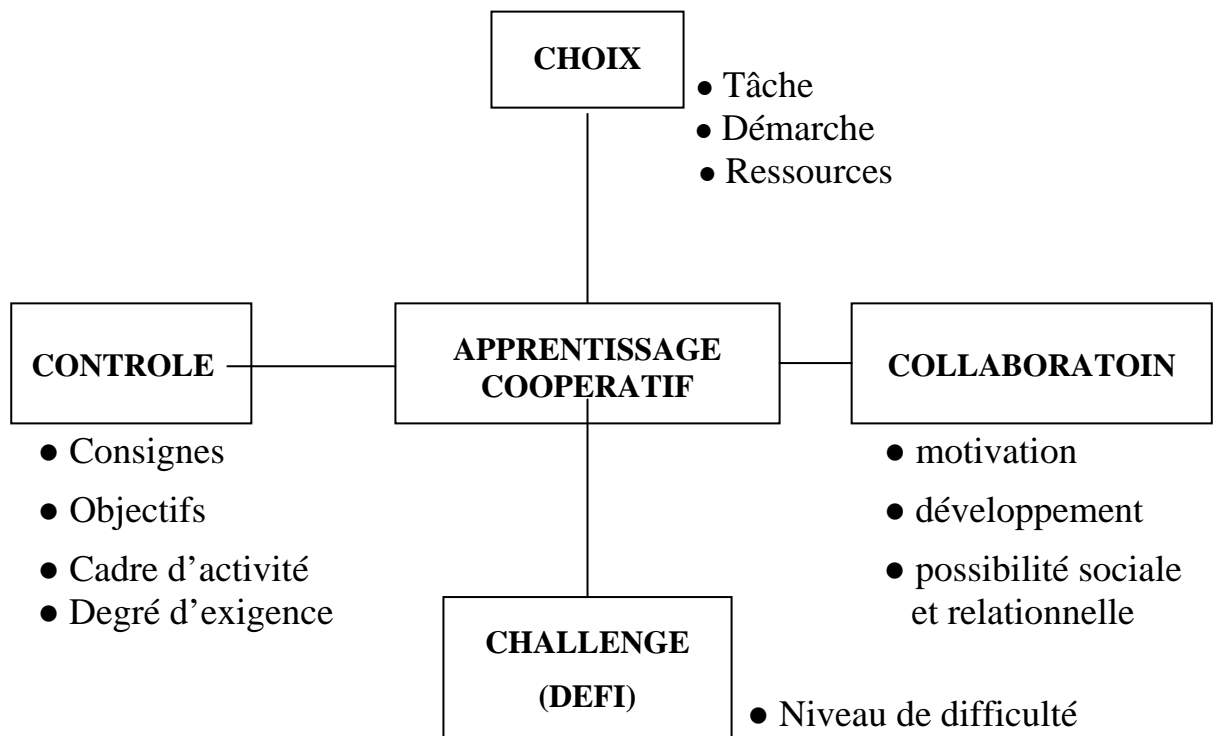 CHOIX
● Tâche
● Démarche
● Ressources
CONTROLE
APPRENTISSAGE
COOPERATIF
COLLABORATOIN
● Consignes
● Objectifs
● Cadre d’activité
● Degré d’exigence
● motivation
● développement
● possibilité sociale
et relationnelle
CHALLENGE
(DEFI)
● Niveau de difficulté